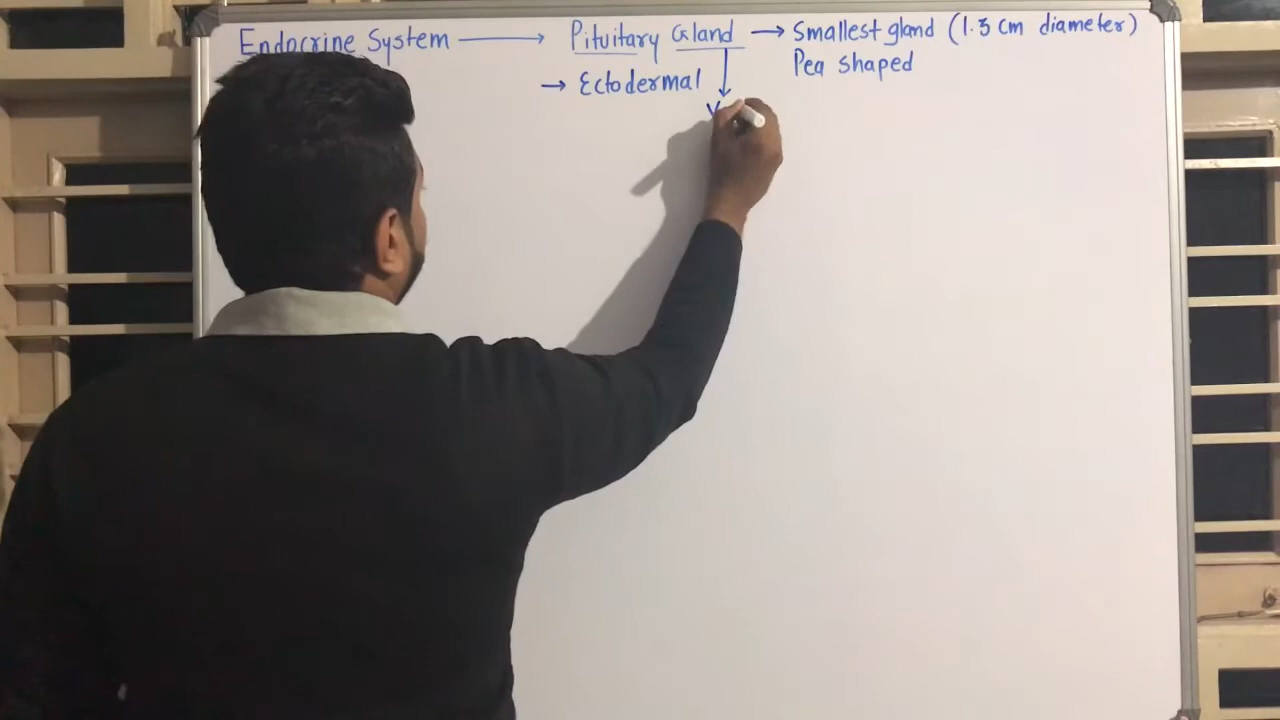 Endocrine System → Pituitary Gland → Smallest gland (1.3 cm diameter)
Pea shaped
→ Ectodermal